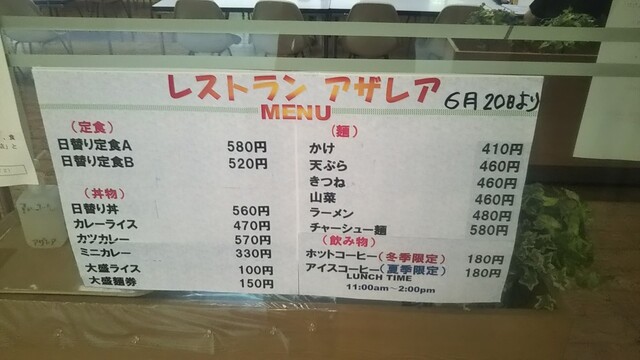 レストラン アザレア
6月20日より
MENU
(定食)
日替り定食A 580円
日替り定食B 520円
(丼物)
日替り丼 560円
カレーライス 470円
カツカレー 570円
ミニカレー 330円
大盛ライス 100円
大盛麺券 150円
(麺)
かけ 410円
天ぷら 460円
きつね 460円
山菜 460円
ラーメン 480円
チャーシュー麺 580円
(飲み物)
ホットコーヒー(冬季限定) 180円
アイスコーヒー(夏季限定) 180円
LUNCH TIME
11:00am～2:00pm